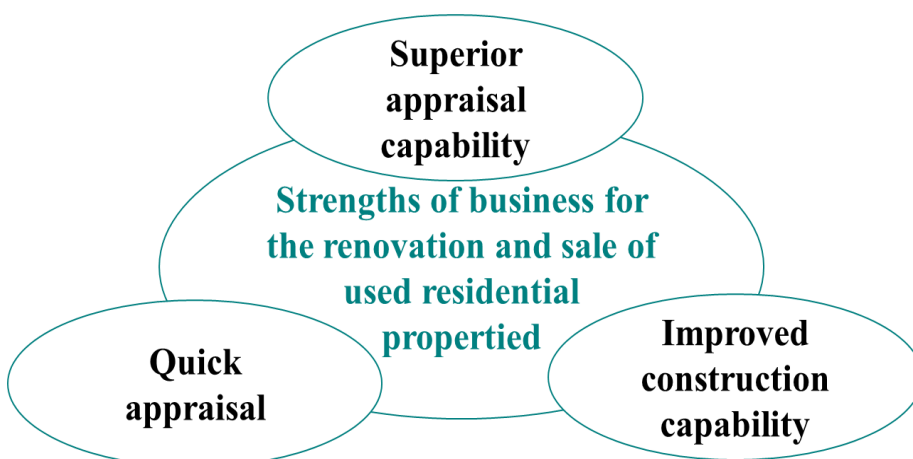 Superior
appraisal
capability
Strengths of business for
the renovation and sale of
used residential
propertied
Quick
appraisal
Improved
construction
capability